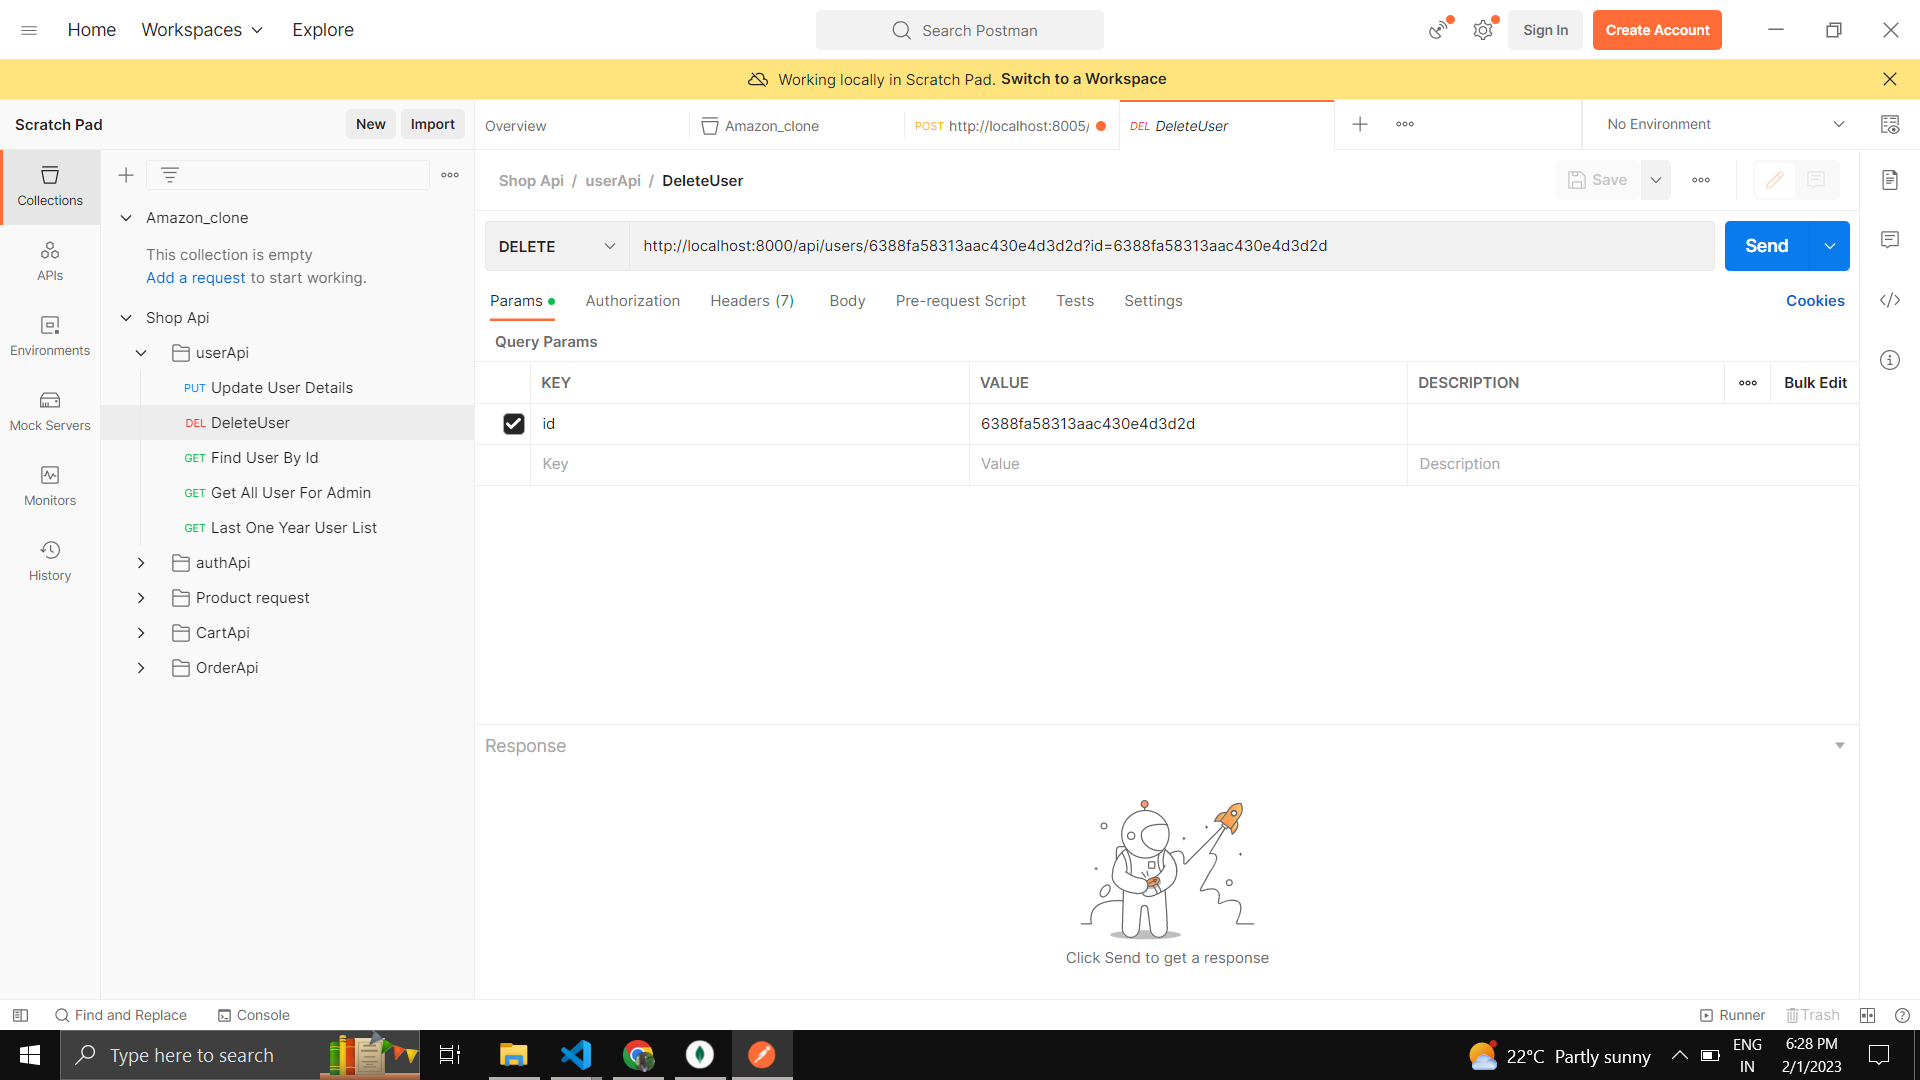 Home Workspaces Explore
Search Postman
Sign In Create Account
Working locally in Scratch Pad. Switch to a Workspace
Scratch Pad New Import
Overview Amazon_clone POST http://localhost:8005/ DEL DeleteUser
No Environment
Collections
APIs
Environments
Mock Servers
Monitors
History
Amazon_clone
This collection is empty
Add a request to start working.
Shop Api
userApi
PUT Update User Details
DEL DeleteUser
GET Find User By Id
GET Get All User For Admin
GET Last One Year User List
authApi
Product request
CartApi
OrderApi
Shop Api / userApi / DeleteUser
Save
DELETE http://localhost:8000/api/users/6388fa58313aac430e4d3d2d?id=6388fa58313aac430e4d3d2d Send
Params Authorization Headers (7) Body Pre-request Script Tests Settings Cookies
Query Params
KEY VALUE DESCRIPTION Bulk Edit
id 6388fa58313aac430e4d3d2d
Key Value Description
Response
Click Send to get a response
Find and Replace Console Runner Trash
Type here to search
22°C Partly sunny
ENG
IN
6:28 PM
2/1/2023